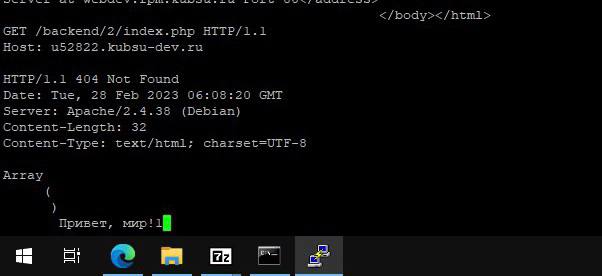 Server at webdev.fpm.kubsu.ru Port 80</address>
</body></html>
GET /backend/2/index.php HTTP/1.1
Host: u52822.kubsu-dev.ru
HTTP/1.1 404 Not Found
Date: Tue, 28 Feb 2023 06:08:20 GMT
Server: Apache/2.4.38 (Debian)
Content-Length: 32
Content-Type: text/html; charset=UTF-8
Array
(
)
Привет, мир!1
7z